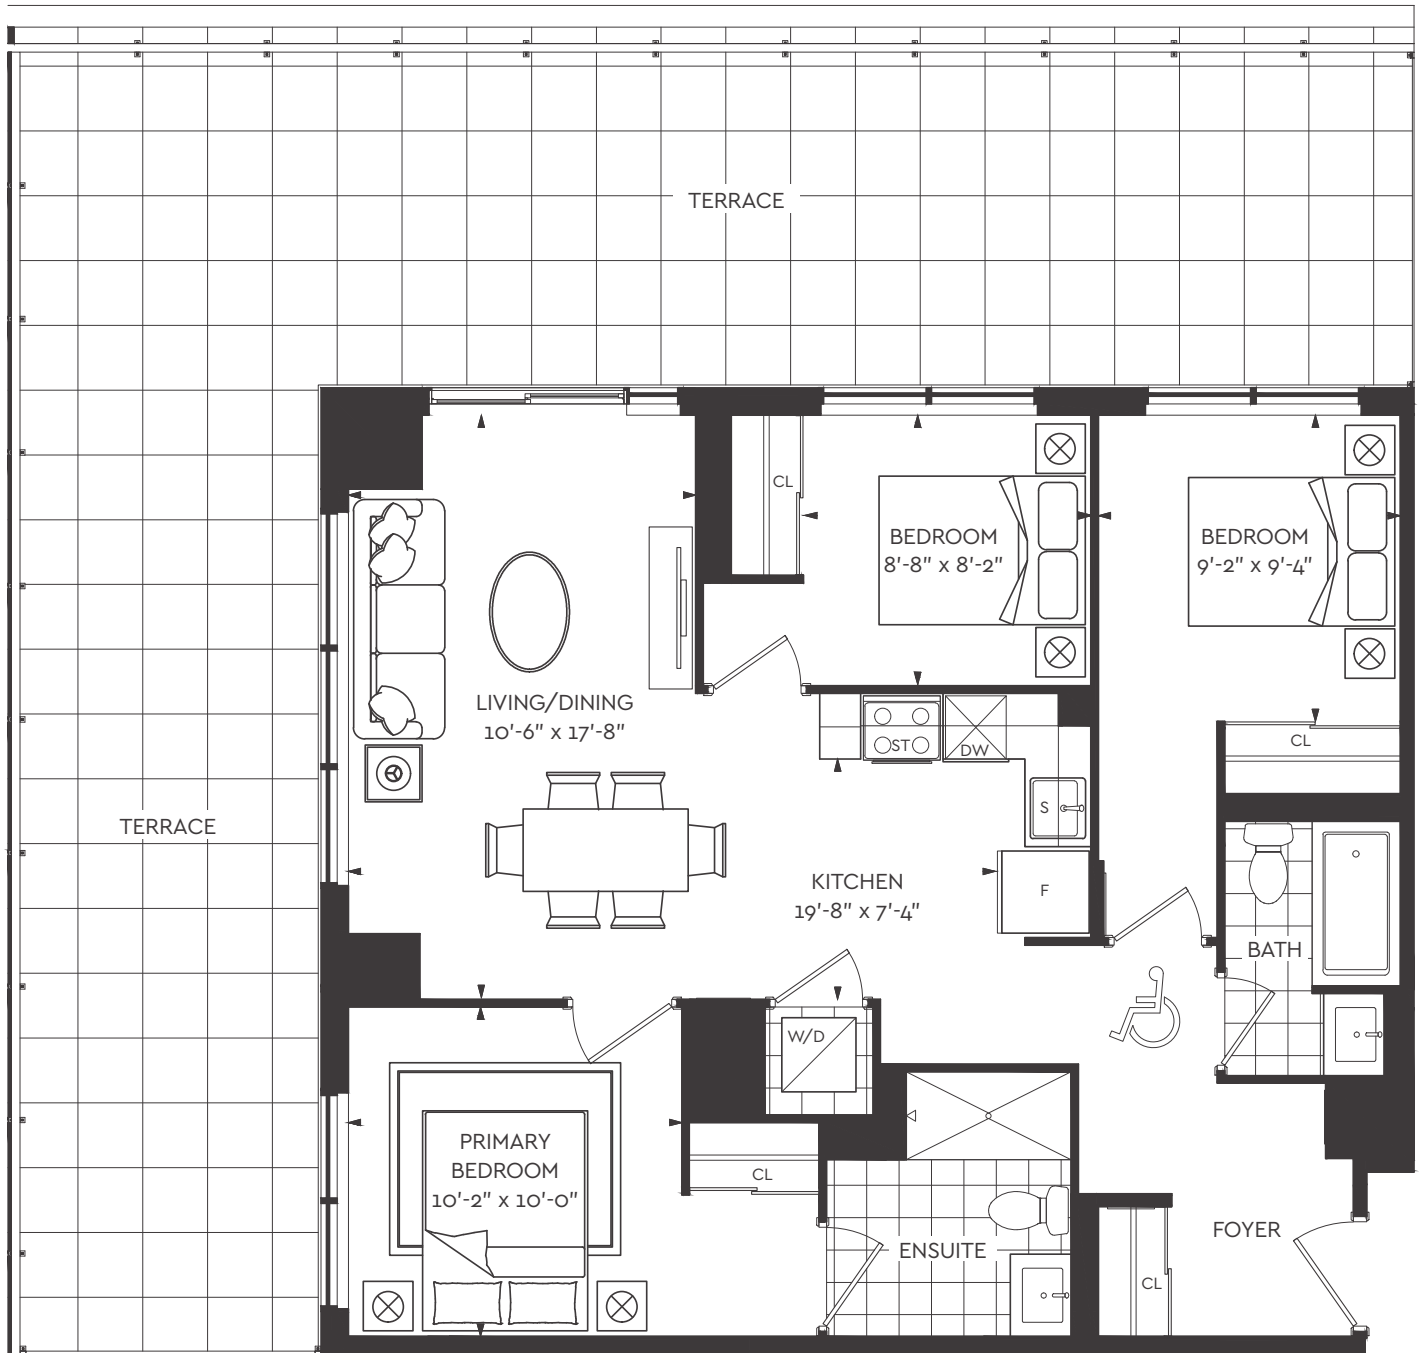 TERRACE
CL
BEDROOM
8'-8" x 8'-2"
BEDROOM
9'-2" x 9'-4"
LIVING/DINING
10'-6" x 17'-8"
ST
DW
CL
S
TERRACE
KITCHEN
19'-8" x 7'-4"
F
BATH
W/D
PRIMARY
BEDROOM
10'-2" x 10'-0"
CL
ENSUITE
FOYER
CL